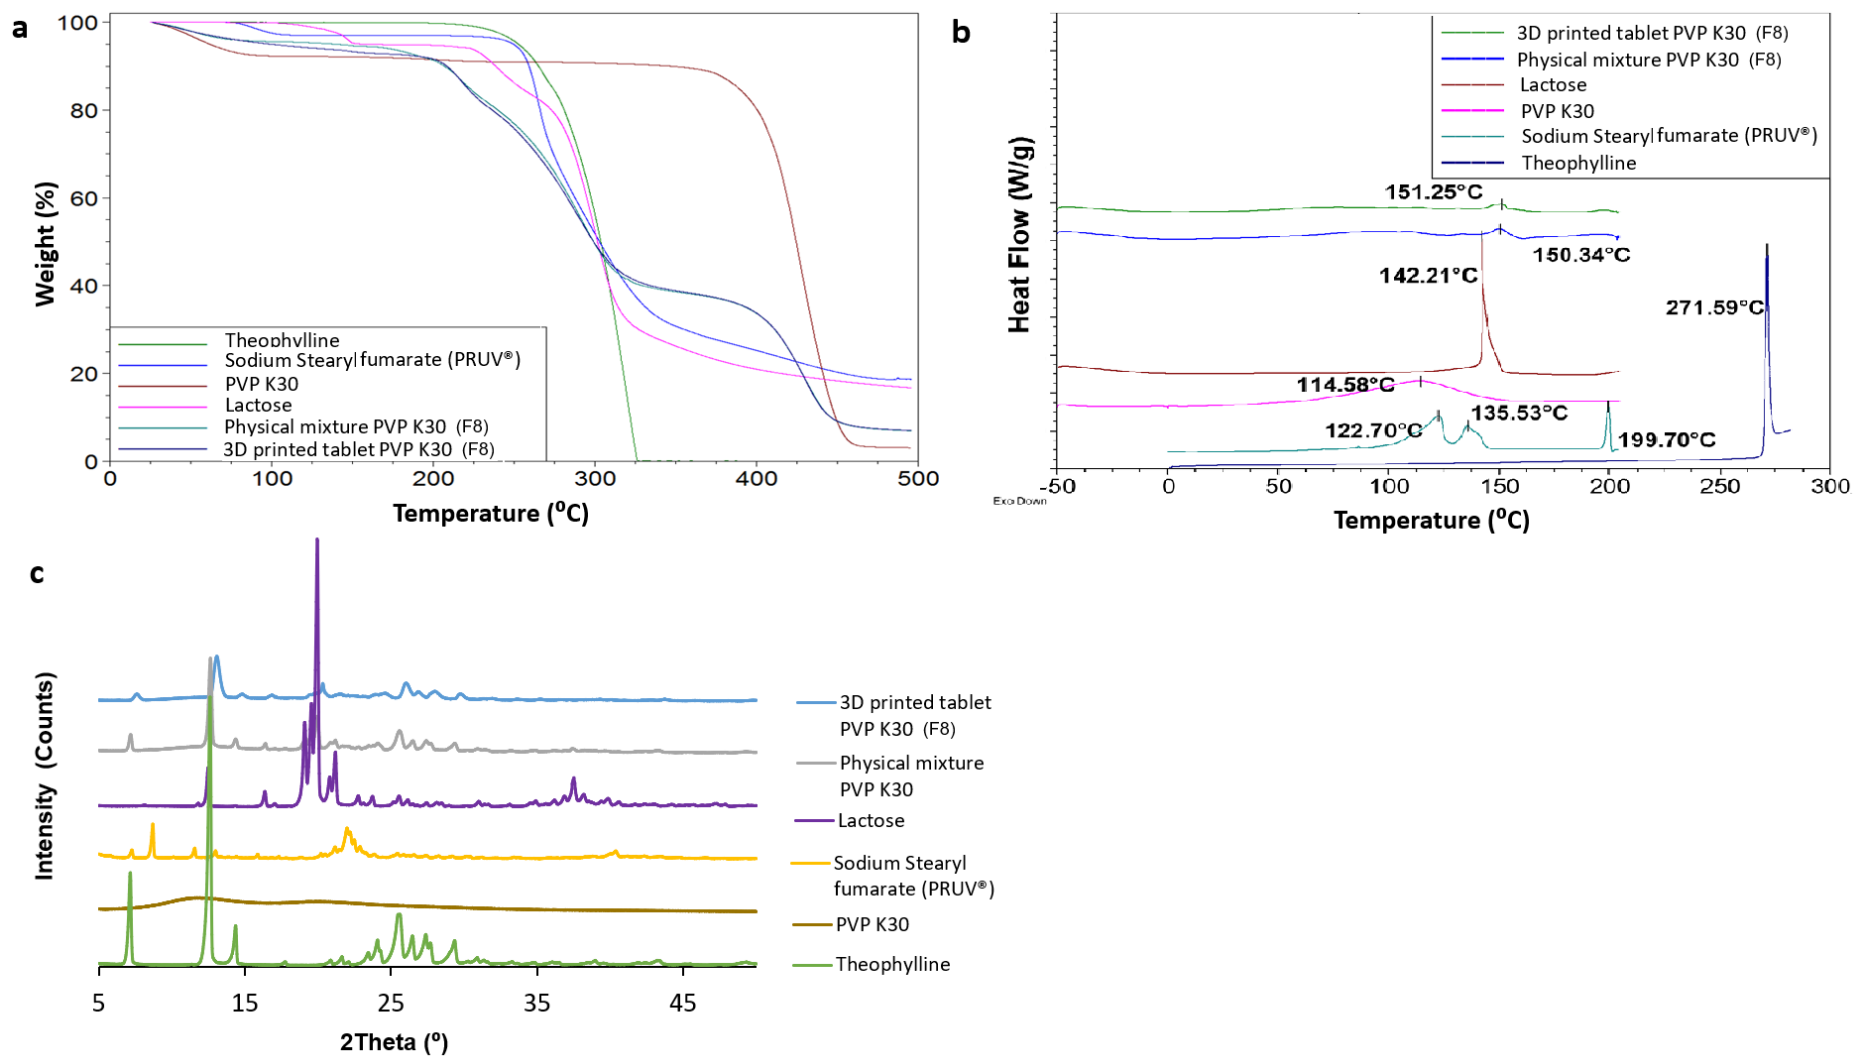 a
100
80
60
40
20
0
Weight (%)
Theophylline
Sodium Stearyl fumarate (PRUV®)
PVP K30
Lactose
Physical mixture PVP K30 (F8)
3D printed tablet PVP K30 (F8)
0 100 200 300 400 500
Temperature (⁰C)
b
3D printed tablet PVP K30 (F8)
Physical mixture PVP K30 (F8)
Lactose
PVP K30
Sodium Stearyl fumarate (PRUV®)
Theophylline
Heat Flow (W/g)
151.25°C
150.34°C
142.21°C
271.59°C
114.58°C
135.53°C
122.70°C
199.70°C
-50 0 50 100 150 200 250 300
Exo Down
Temperature (⁰C)
c
Intensity (Counts)
3D printed tablet
PVP K30 (F8)
Physical mixture
PVP K30
Lactose
Sodium Stearyl
fumarate (PRUV®)
PVP K30
Theophylline
5 15 25 35 45
2Theta (⁰)